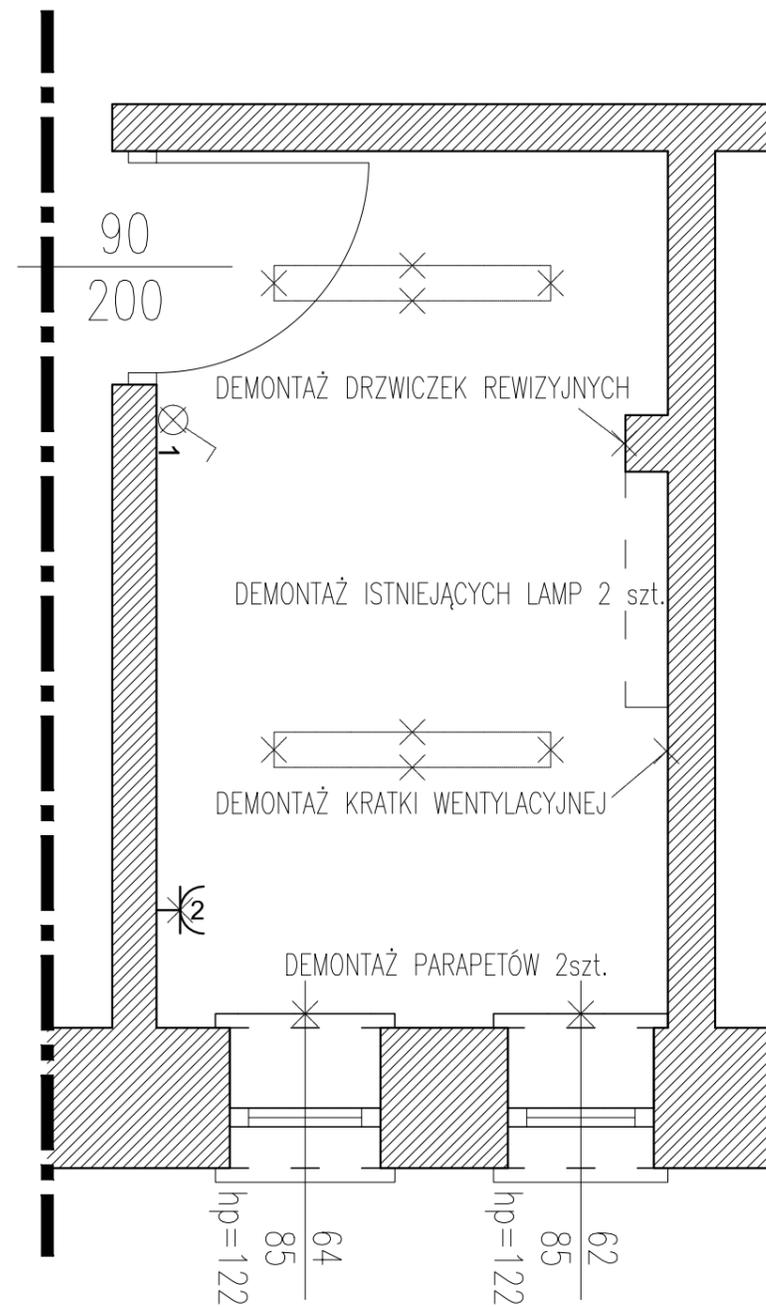 90
200
DEMONTAŻ DRZWICZEK REWIZYJNYCH
1
DEMONTAŻ ISTNIEJĄCYCH LAMP 2 szt.
DEMONTAŻ KRATKI WENTYLACYJNEJ
2
DEMONTAŻ PARAPETÓW 2szt.
64
85
hp=122
62
85
hp=122